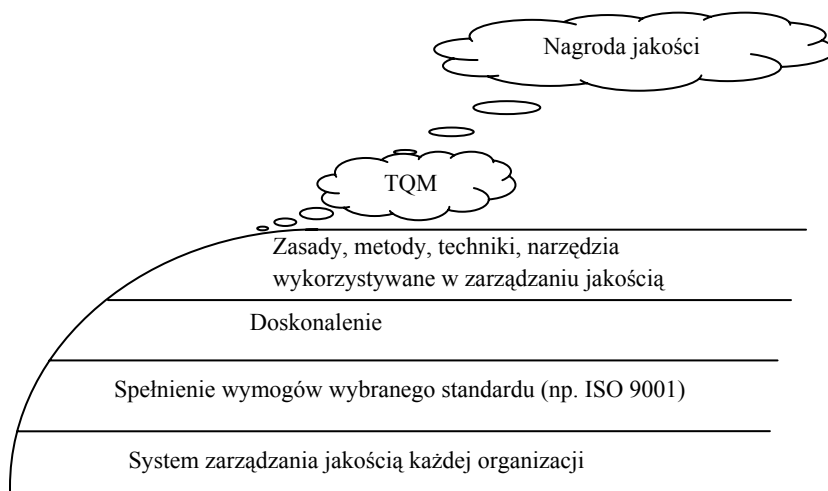 Nagroda jakości
TQM
Zasady, metody, techniki, narzędzia
wykorzystywane w zarządzaniu jakością
Doskonalenie
Spełnienie wymogów wybranego standardu (np. ISO 9001)
System zarządzania jakością każdej organizacji